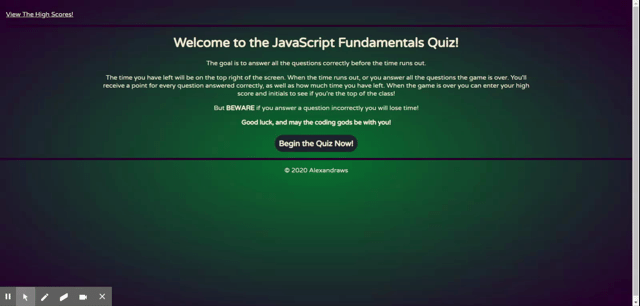 View The High Scores!
Welcome to the JavaScript Fundamentals Quiz!
The goal is to answer all the questions correctly before the time runs out.
The time you have left will be on the top right of the screen. When the time runs out, or you answer all the questions the game is over. You'll
receive a point for every question answered correctly, as well as how much time you have left. When the game is over you can enter your high
score and initials to see if you're the top of the class!
But BEWARE if you answer a question incorrectly you will lose time!
Good luck, and may the coding gods be with you!
Begin the Quiz Now!
© 2020 Alexandraws